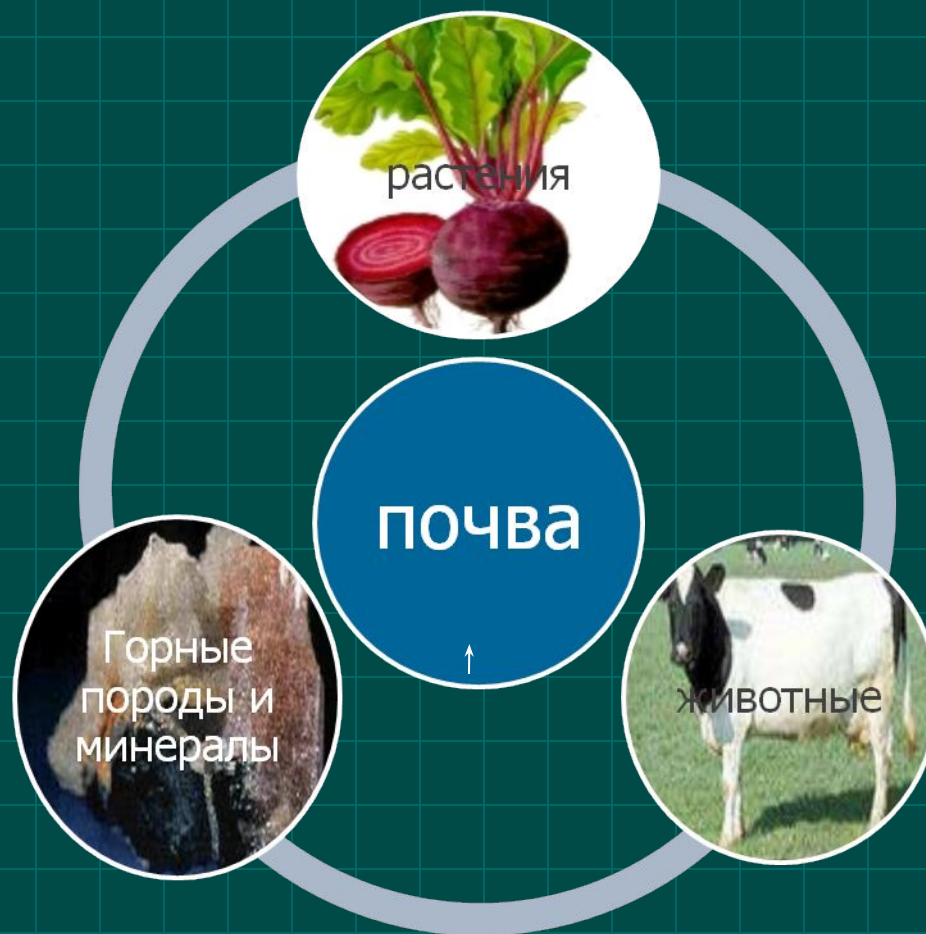 растения
почва
Горные
породы и
минералы
животные